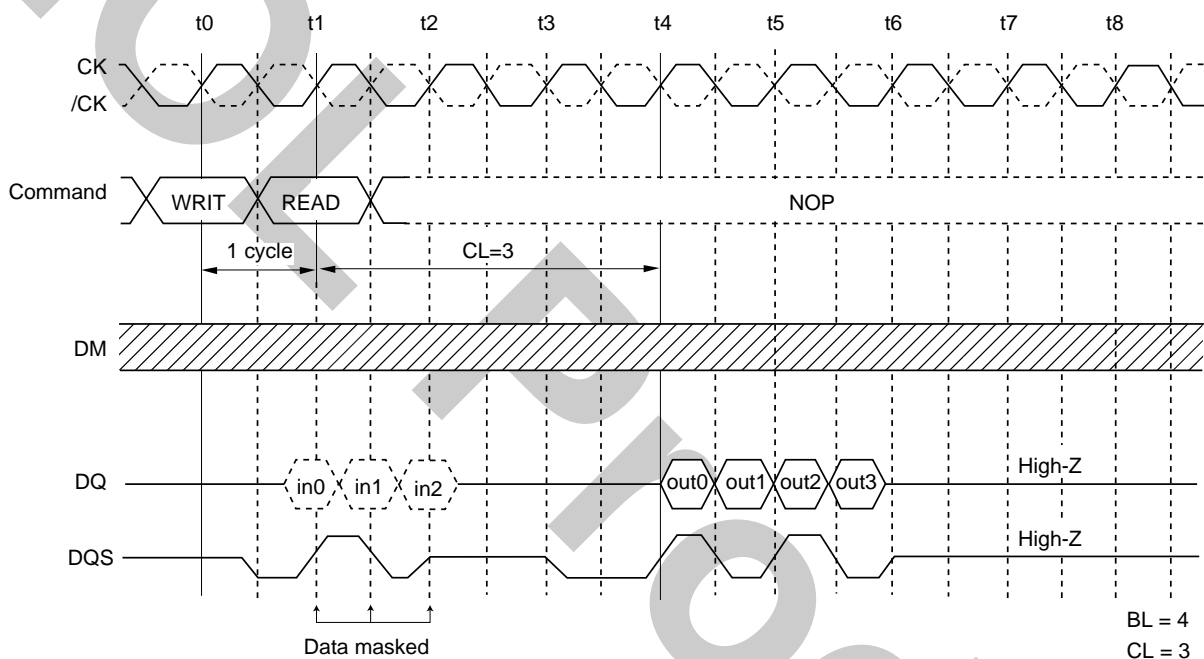 t0 t1 t2 t3 t4 t5 t6 t7 t8
CK
/CK
Command WRIT READ NOP
1 cycle CL=3
DM
DQ in0 in1 in2 out0 out1 out2 out3 High-Z
DQS High-Z
Data masked
BL = 4
CL = 3